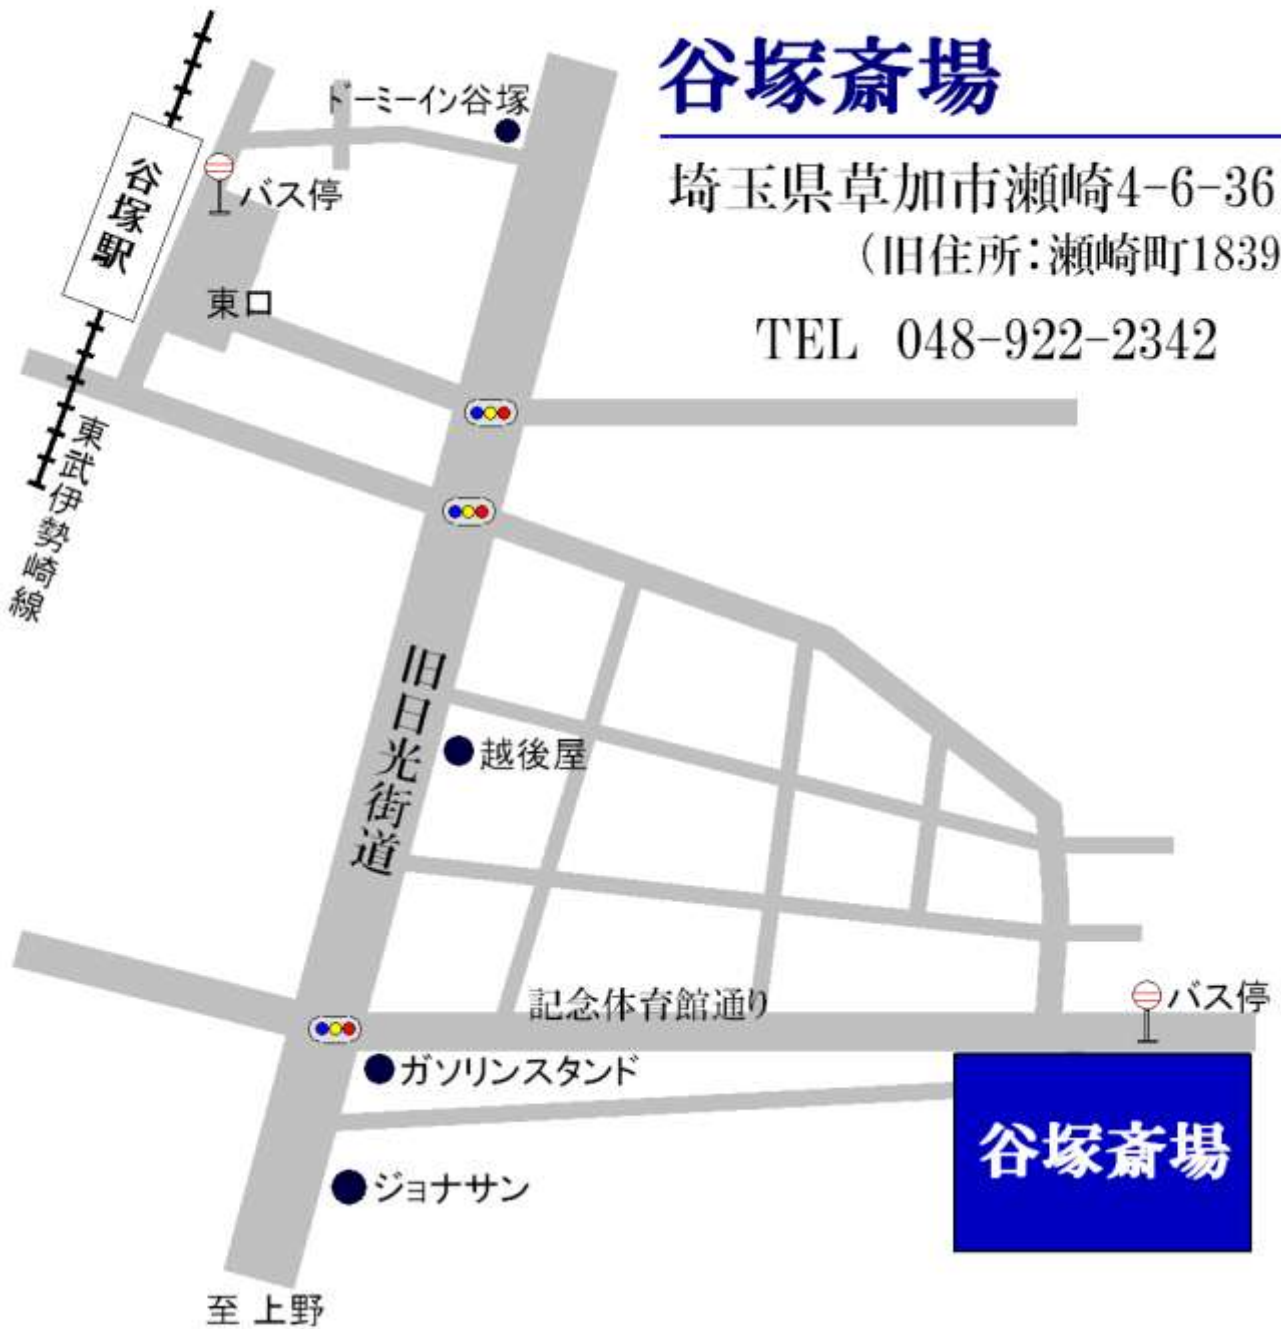 谷塚斎場
埼玉県草加市瀬崎4-6-36
（旧住所：瀬崎町1839
TEL 048-922-2342
ドーミーイン谷塚
谷塚駅
バス停
東口
東武伊勢崎線
旧日光街道
越後屋
記念体育館通り
バス停
ガソリンスタンド
谷塚斎場
ジョナサン
至 上野